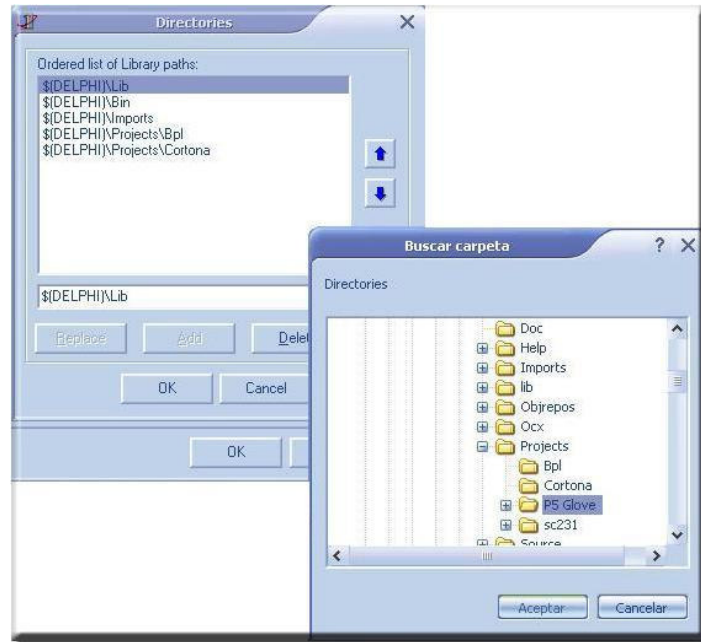 Directories
Ordered list of Library paths:
$(DELPHI)\Lib
$(DELPHI)\Bin
$(DELPHI)\Imports
$(DELPHI)\Projects\Bpl
$(DELPHI)\Projects\Cortona
$(DELPHI)\Lib
Replace
Add
Delet
OK
Cancel
OK
Buscar carpeta
Directories
Doc
Help
Imports
lib
Objrepos
Ocx
Projects
Bpl
Cortona
P5 Glove
sc231
Source
Aceptar
Cancelar